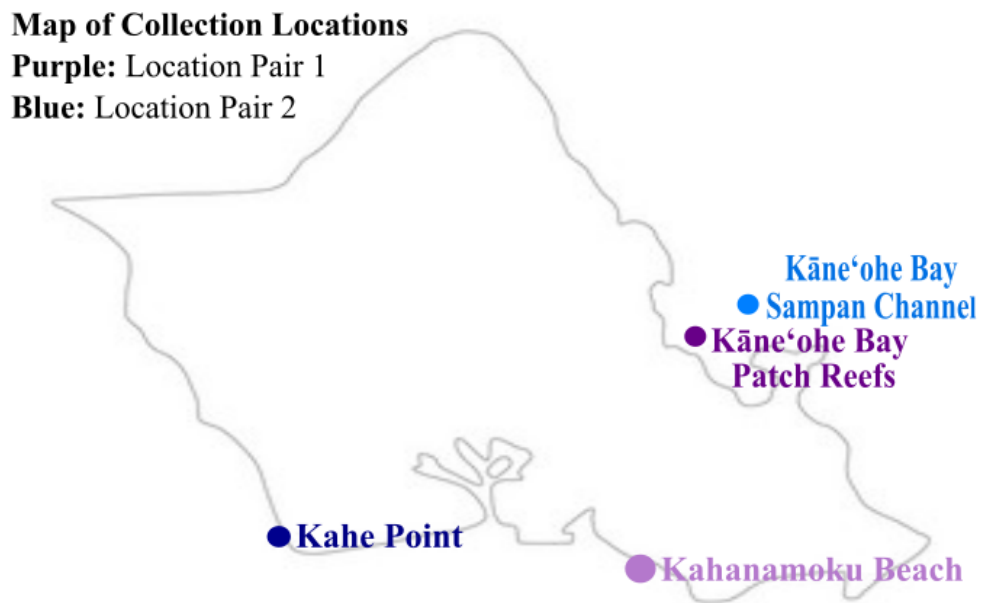 Map of Collection Locations
Purple: Location Pair 1
Blue: Location Pair 2
Kāneʻohe Bay
Sampan Channel
Kāneʻohe Bay
Patch Reefs
Kahe Point
Kahanamoku Beach